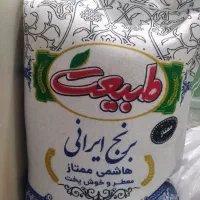 طبیعت
برنج ایرانی
هاشمی ممتاز
معطر و خوش پخت